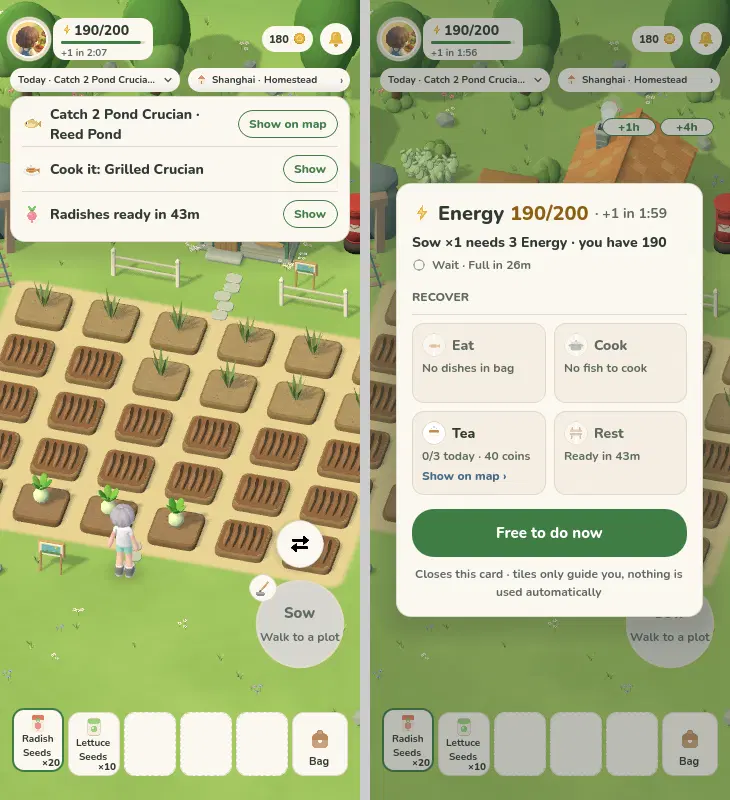 190/200
+1 in 2:07
180
Today · Catch 2 Pond Crucia...
Shanghai · Homestead
Catch 2 Pond Crucian ·
Reed Pond
Show on map
Cook it: Grilled Crucian
Show
Radishes ready in 43m
Show
Sow
Walk to a plot
Radish
Seeds
×20
Lettuce
Seeds
×10
Bag
190/200
+1 in 1:56
180
Today · Catch 2 Pond Crucia...
Shanghai · Homestead
+1h
+4h
Energy 190/200 · +1 in 1:59
Sow ×1 needs 3 Energy · you have 190
Wait · Full in 26m
RECOVER
Eat
No dishes in bag
Cook
No fish to cook
Tea
0/3 today · 40 coins
Show on map ›
Rest
Ready in 43m
Free to do now
Closes this card · tiles only guide you, nothing is
used automatically
Sow
Walk to a plot
Radish
Seeds
×20
Lettuce
Seeds
×10
Bag